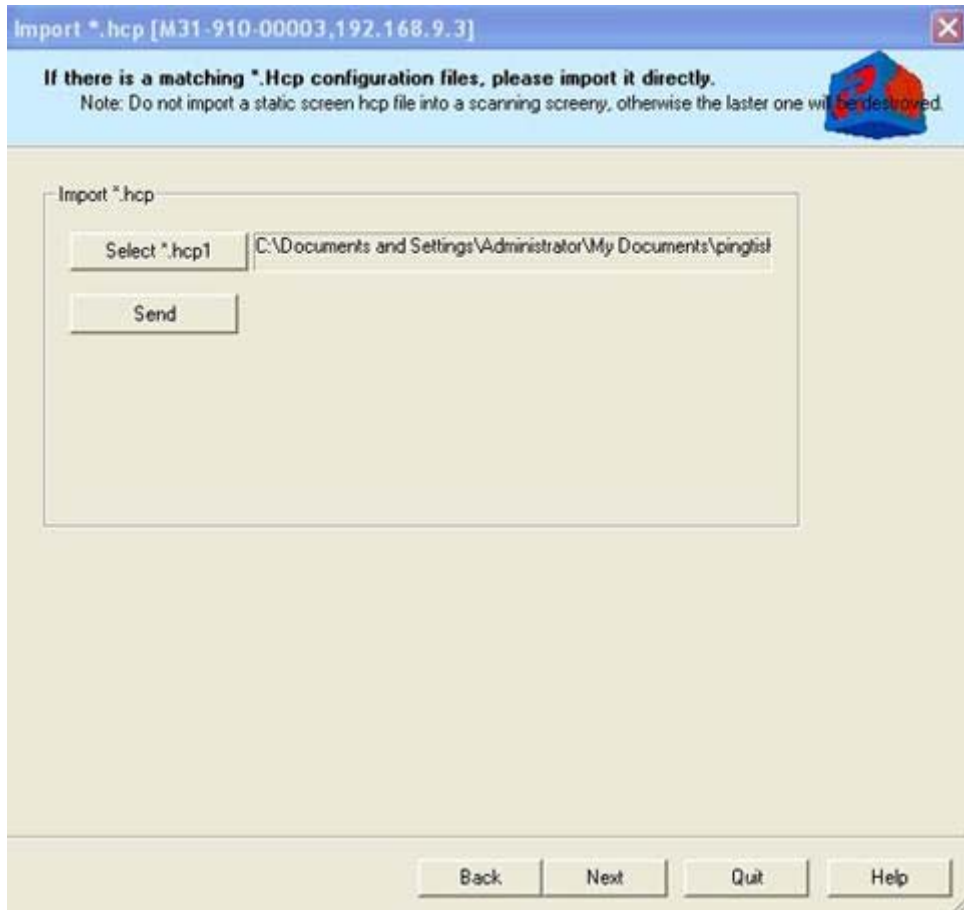 Import *.hcp [M31-910-00003,192.168.9.3]
If there is a matching *.Hcp configuration files, please import it directly.
Note: Do not import a static screen hcp file into a scanning screeny, otherwise the laster one will be destroyed.
Import *.hcp
Select *.hcp1
C:\Documents and Settings\Administrator\My Documents\pingtish
Send
Back
Next
Quit
Help